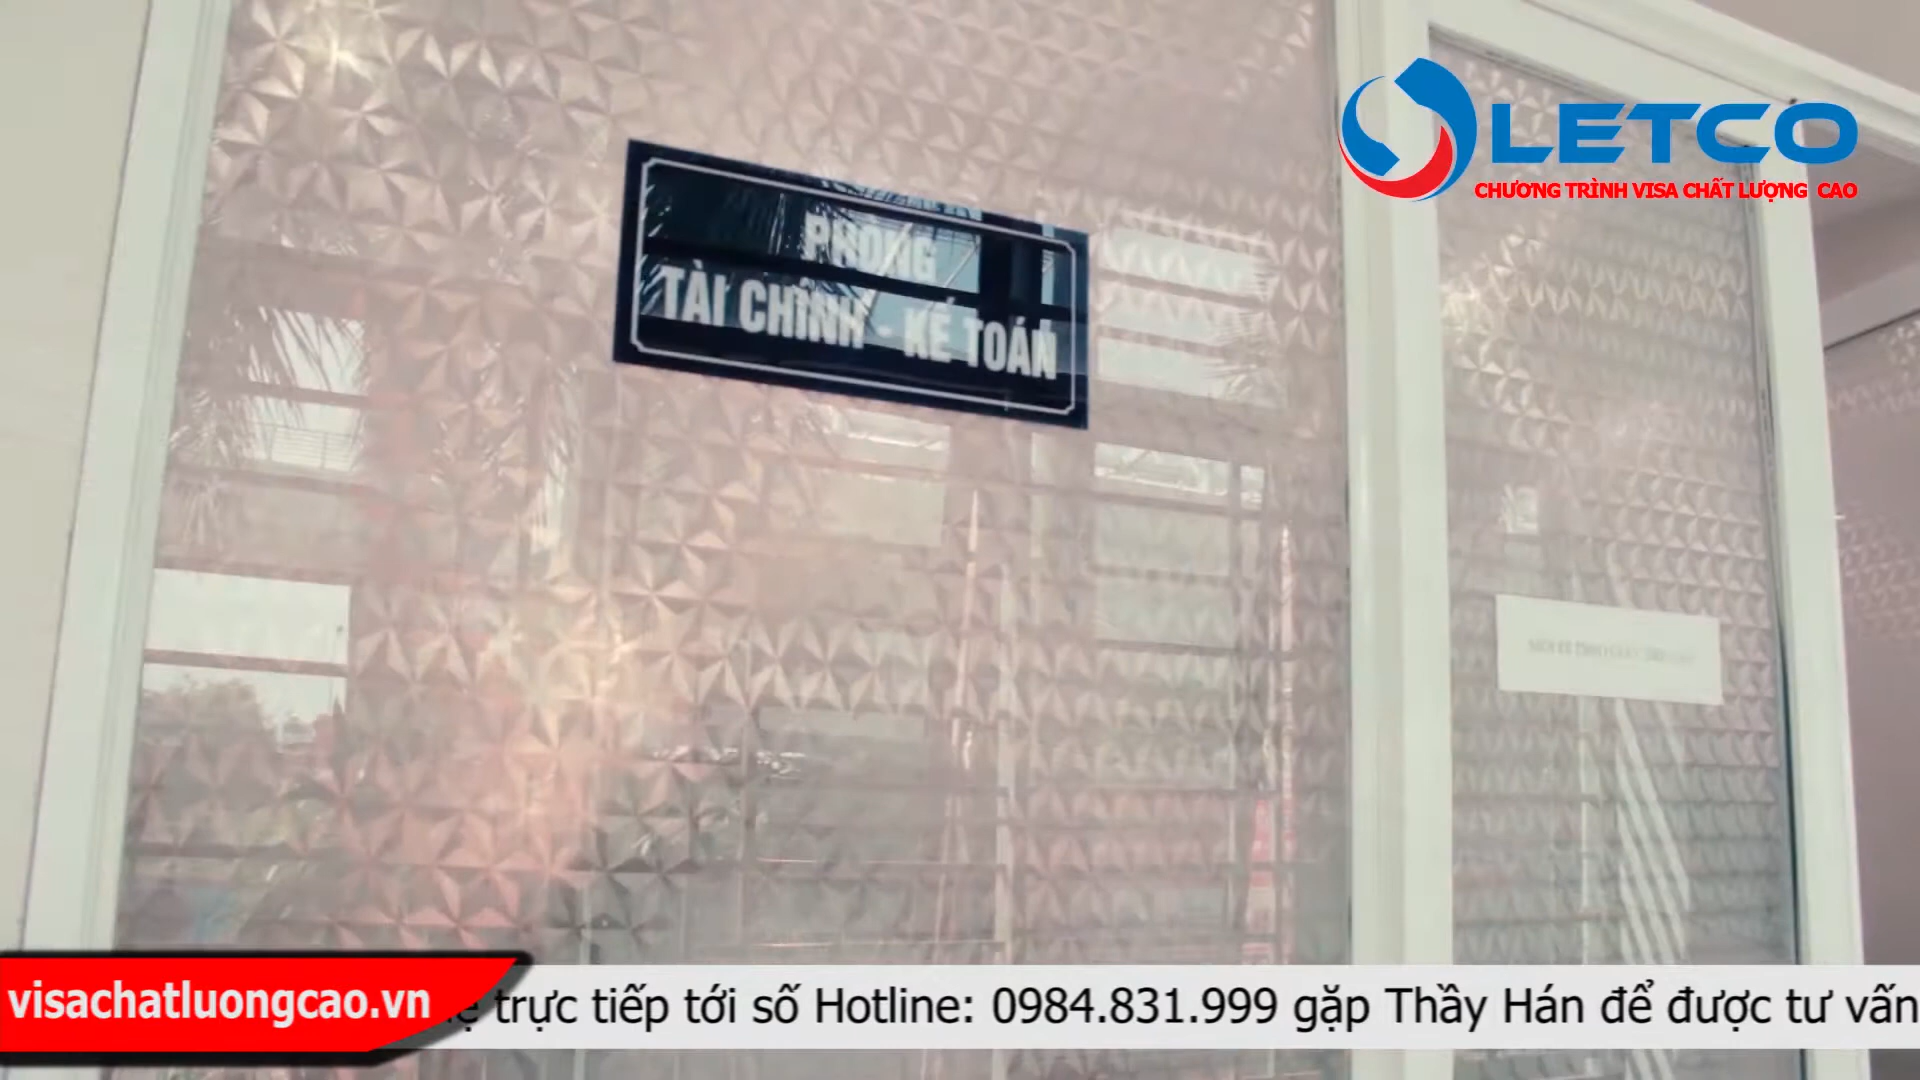 LETCO
CHƯƠNG TRÌNH VISA CHẤT LƯỢNG CAO
PHÒNG
TÀI CHÍNH - KẾ TOÁN
visachatluongcao.vn
ệ trực tiếp tới số Hotline: 0984.831.999 gặp Thầy Hán để được tư vấn